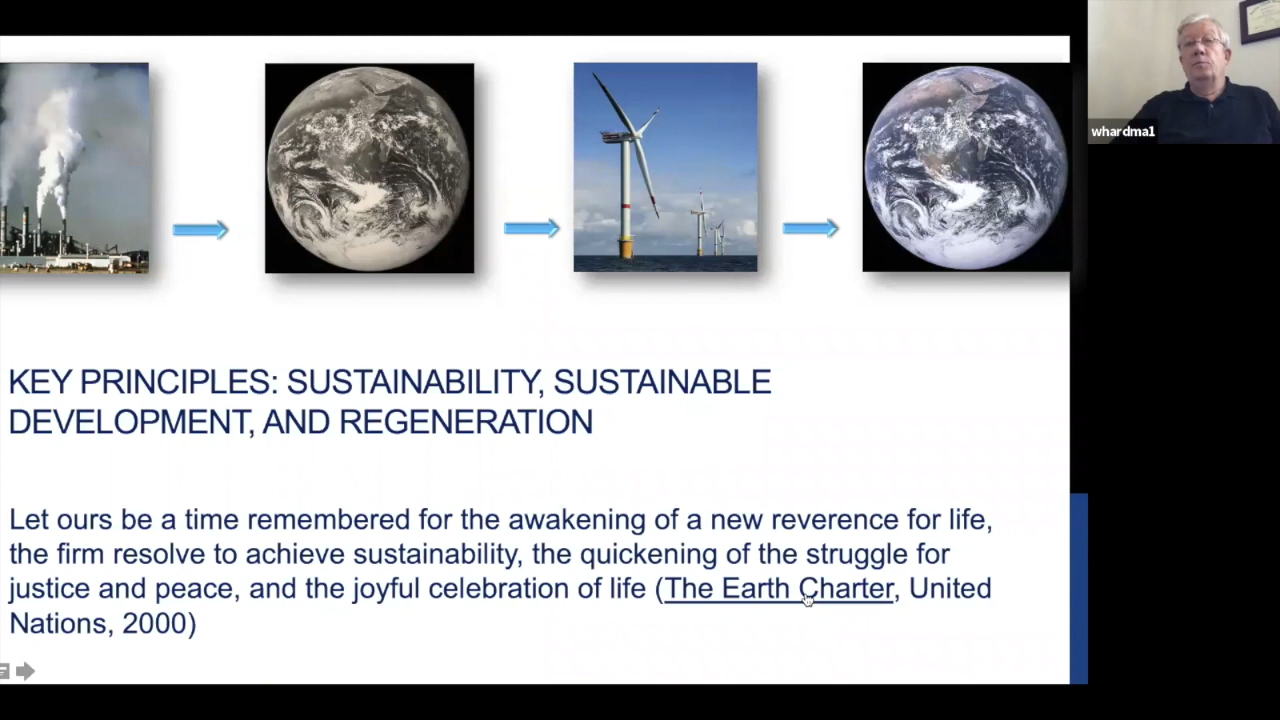 whardma1
KEY PRINCIPLES: SUSTAINABILITY, SUSTAINABLE
DEVELOPMENT, AND REGENERATION
Let ours be a time remembered for the awakening of a new reverence for life,
the firm resolve to achieve sustainability, the quickening of the struggle for
justice and peace, and the joyful celebration of life (The Earth Charter, United
Nations, 2000)